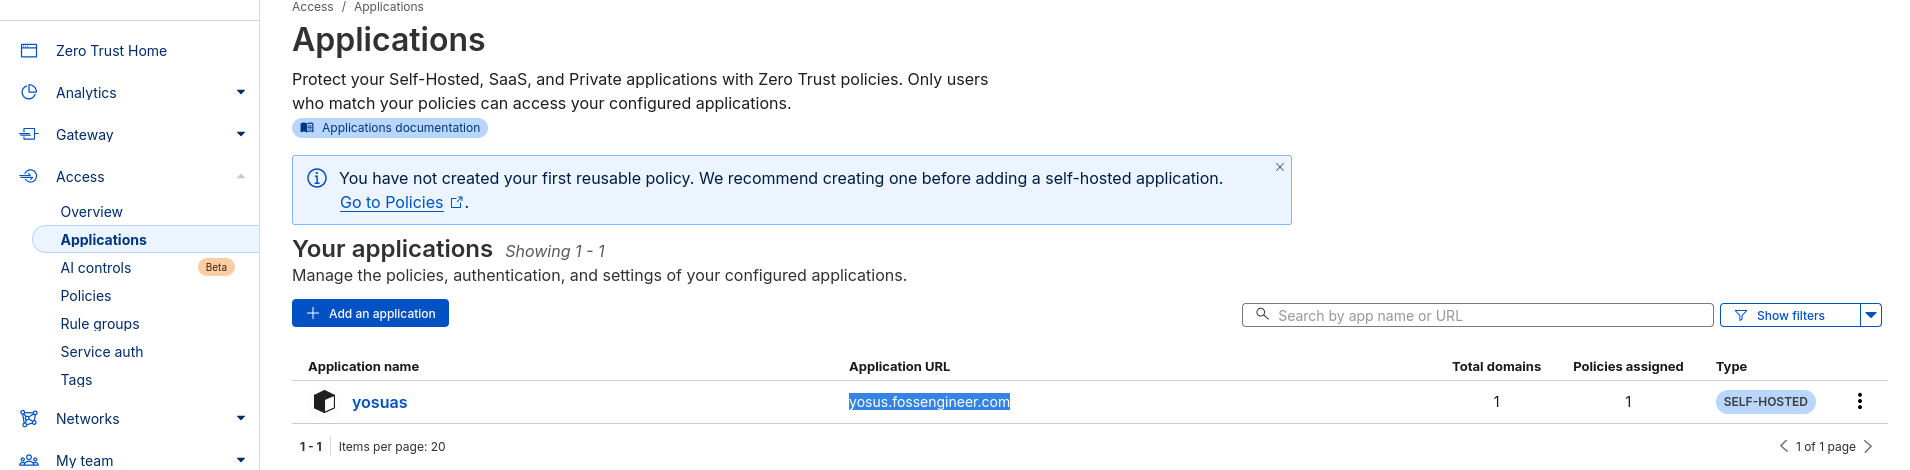 Access / Applications
Zero Trust Home
Analytics
Gateway
Access
Overview
Applications
AI controls Beta
Policies
Rule groups
Service auth
Tags
Networks
My team
Applications
Protect your Self-Hosted, SaaS, and Private applications with Zero Trust policies. Only users
who match your policies can access your configured applications.
Applications documentation
You have not created your first reusable policy. We recommend creating one before adding a self-hosted application.
Go to Policies .
Your applications Showing 1 - 1
Manage the policies, authentication, and settings of your configured applications.
Add an application
Search by app name or URL
Show filters
Application name Application URL Total domains Policies assigned Type
yosuas yosus.fossengineer.com 1 1 SELF-HOSTED
1 - 1 Items per page: 20 1 of 1 page